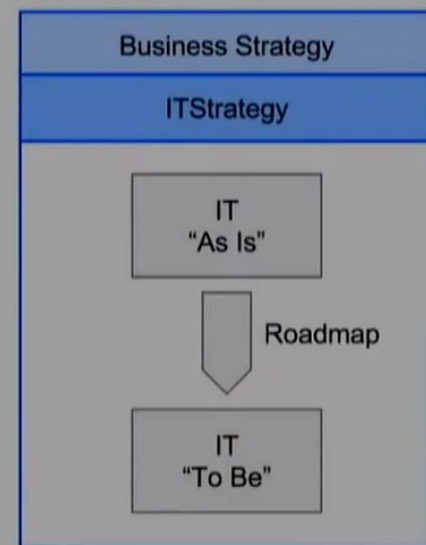 Business Strategy
ITStrategy
IT
“As Is”
Roadmap
IT
“To Be”